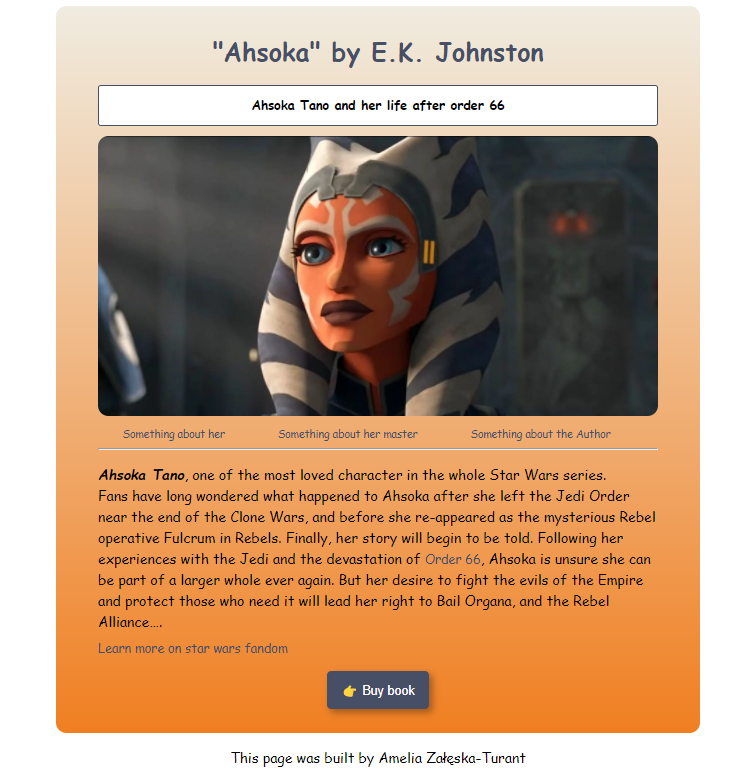 "Ahsoka" by E.K. Johnston
Ahsoka Tano and her life after order 66
Something about her Something about her master Something about the Author
Ahsoka Tano, one of the most loved character in the whole Star Wars series.
Fans have long wondered what happened to Ahsoka after she left the Jedi Order
near the end of the Clone Wars, and before she re-appeared as the mysterious Rebel
operative Fulcrum in Rebels. Finally, her story will begin to be told. Following her
experiences with the Jedi and the devastation of Order 66, Ahsoka is unsure she can
be part of a larger whole ever again. But her desire to fight the evils of the Empire
and protect those who need it will lead her right to Bail Organa, and the Rebel
Alliance....
Learn more on star wars fandom
👉 Buy book
This page was built by Amelia Załęska-Turant